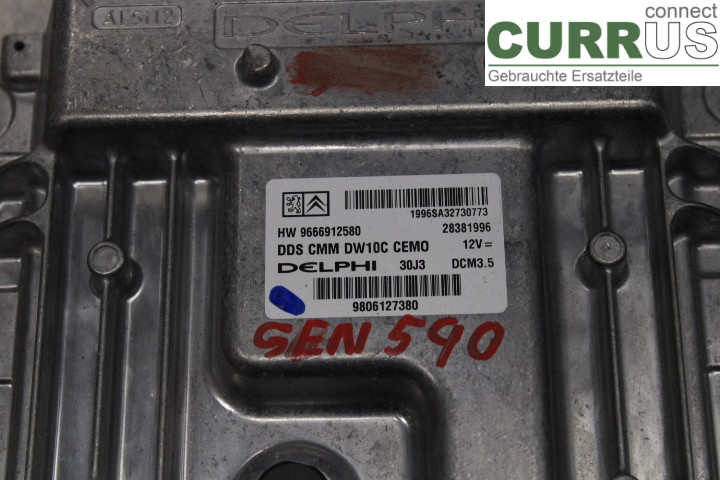 AlSi12
DELPHI
connect
CURRUS
Gebrauchte Ersatzteile
1996SA32730773
HW 9666912580 28381996
DDS CMM DW10C CEMO 12V =
DELPHI 30J3 DCM3.5
9806127380
SEN 590